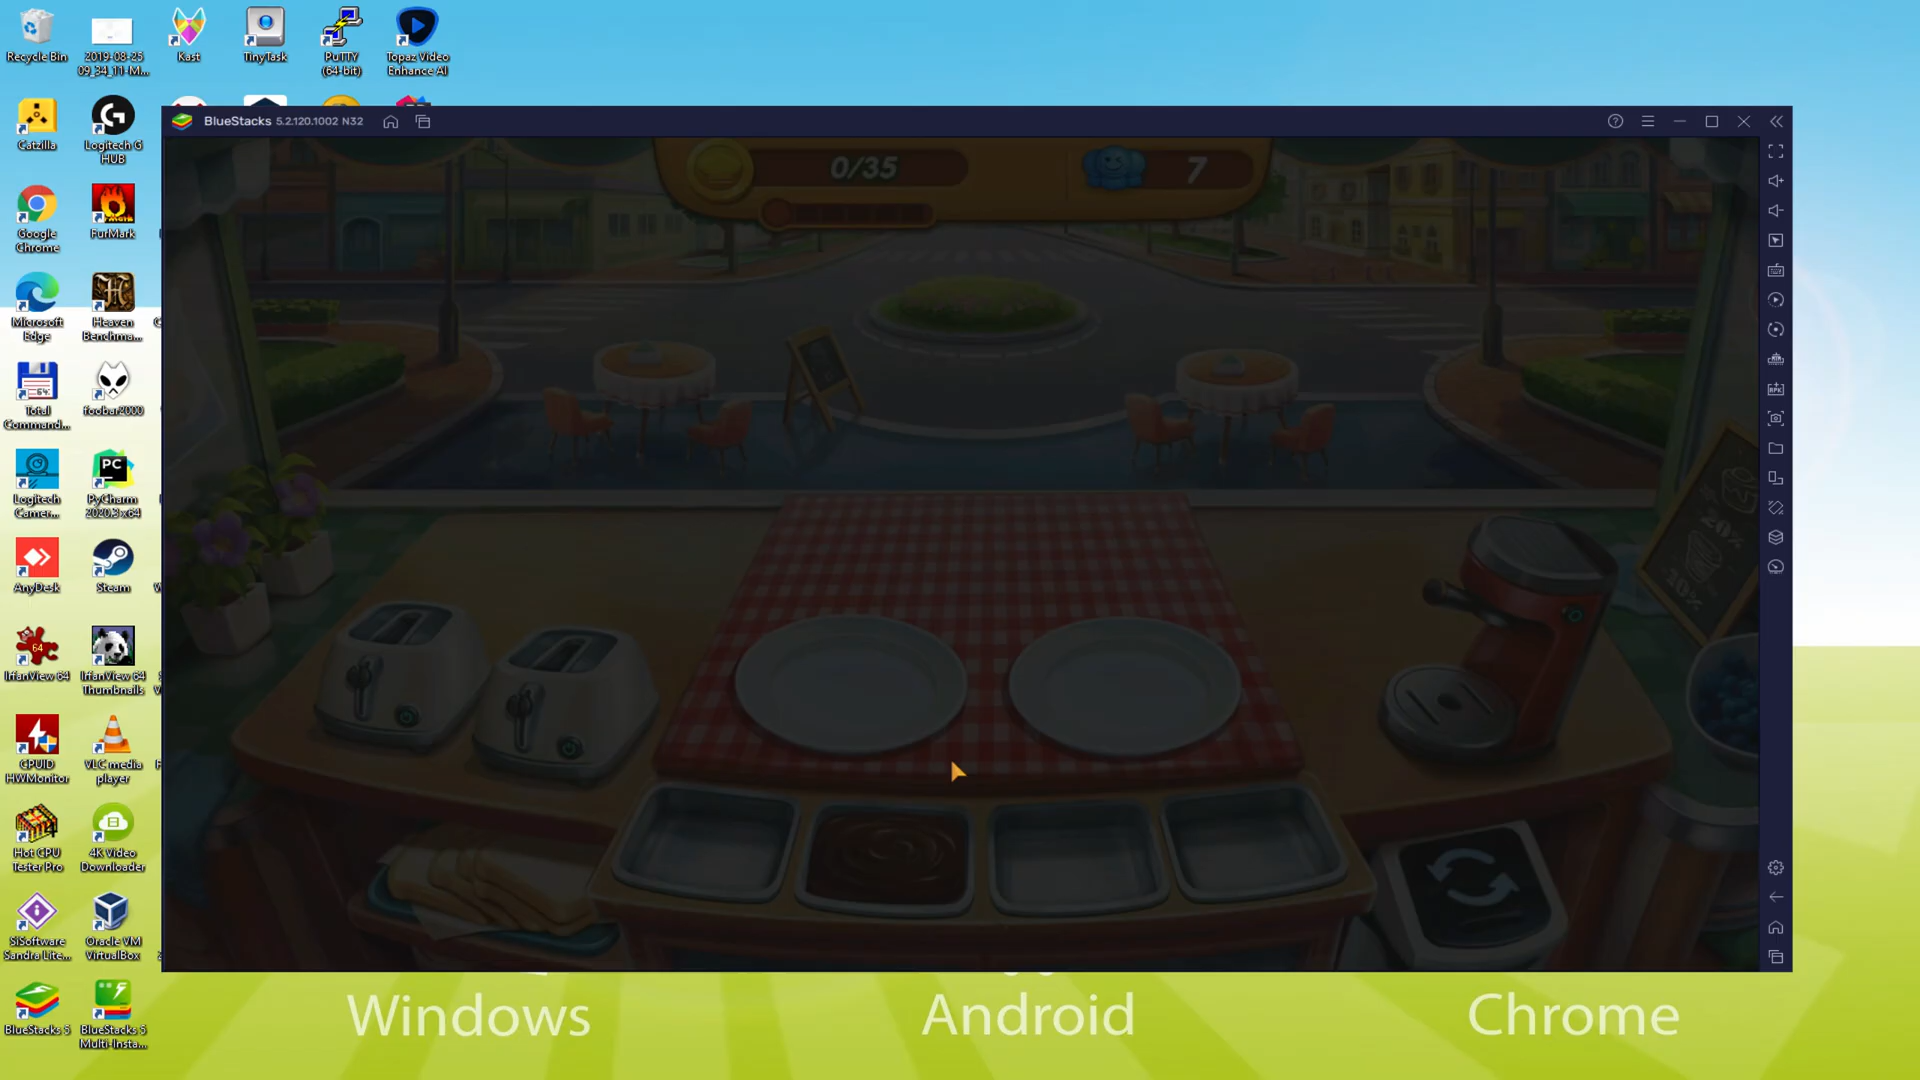 Recycle Bin
2019-08-25
09_34_11-M...
Kast
TinyTask
PuTTY
(64-bit)
Topaz Video
Enhance AI
Catzilla
Logitech G
HUB
BlueStacks 5.2.120.1002 N32
0/35
7
Google
Chrome
FurMark
Microsoft
Edge
Heaven
Benchma...
Total
Command...
foobar2000
Logitech
Camer...
PyCharm
2020.3 x64
AnyDesk
Steam
20%
10%
IrfanView 64
IrfanView 64
Thumbnails
CPUID
HWMonitor
VLC media
player
Hot CPU
Tester Pro
4K Video
Downloader
SiSoftware
Sandra Lite...
Oracle VM
VirtualBox
BlueStacks 5
BlueStacks 5
Multi-Insta...
Windows
Android
Chrome